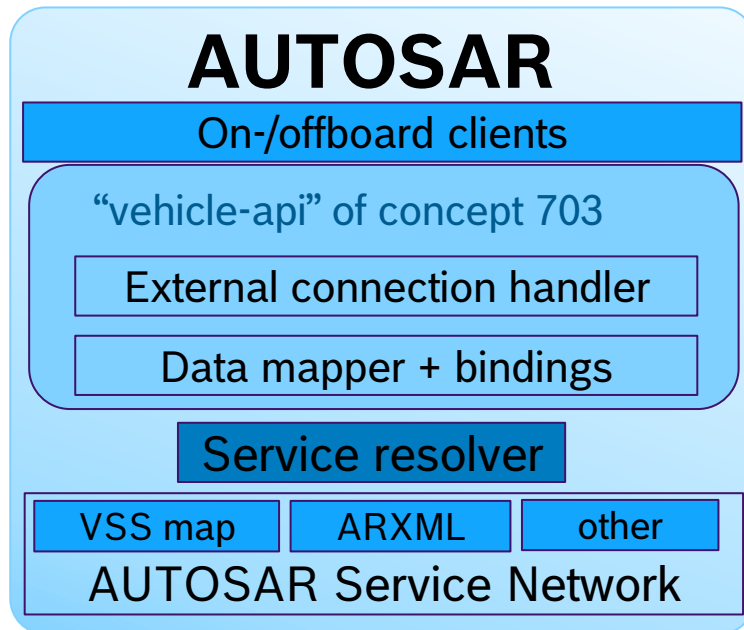 AUTOSAR
On-/offboard clients
“vehicle-api” of concept 703
External connection handler
Data mapper + bindings
Service resolver
VSS map ARXML other
AUTOSAR Service Network